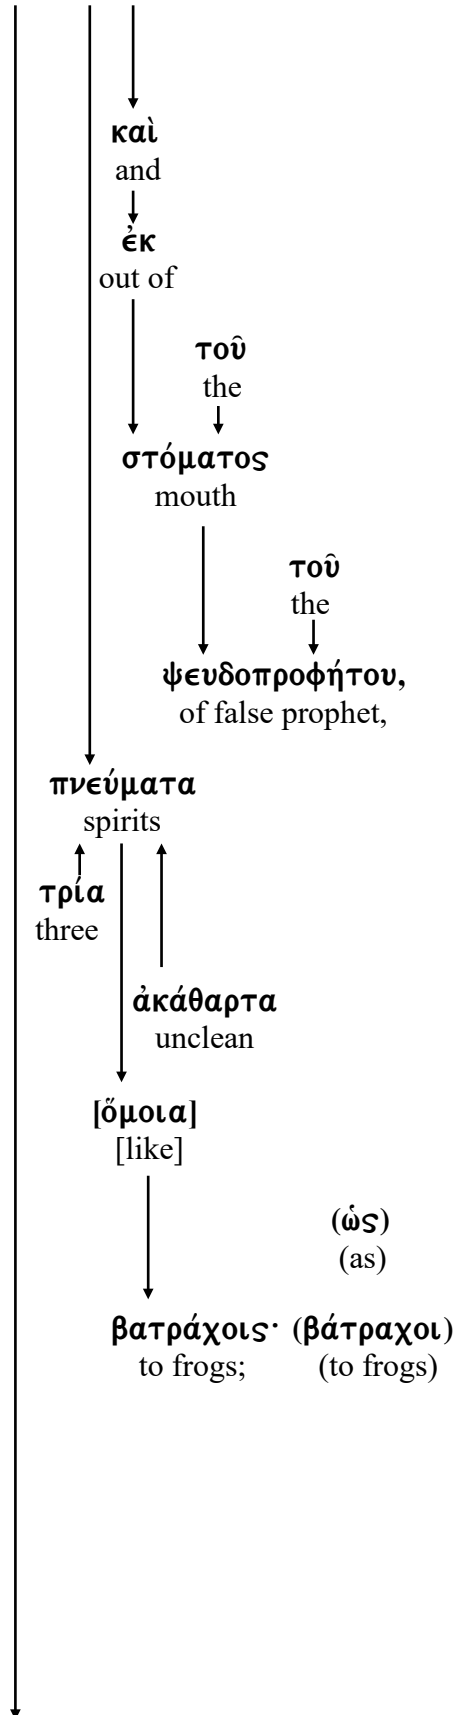 καὶ
and
ἐκ
out of
τοῦ
the
στόματος
mouth
τοῦ
the
ψευδοπροφήτου,
of false prophet,
πνεύματα
spirits
τρία
three
ἀκάθαρτα
unclean
[ὅμοια]
[like]
(ὡς)
(as)
βατράχοις· (βάτραχοι)
to frogs; (to frogs)